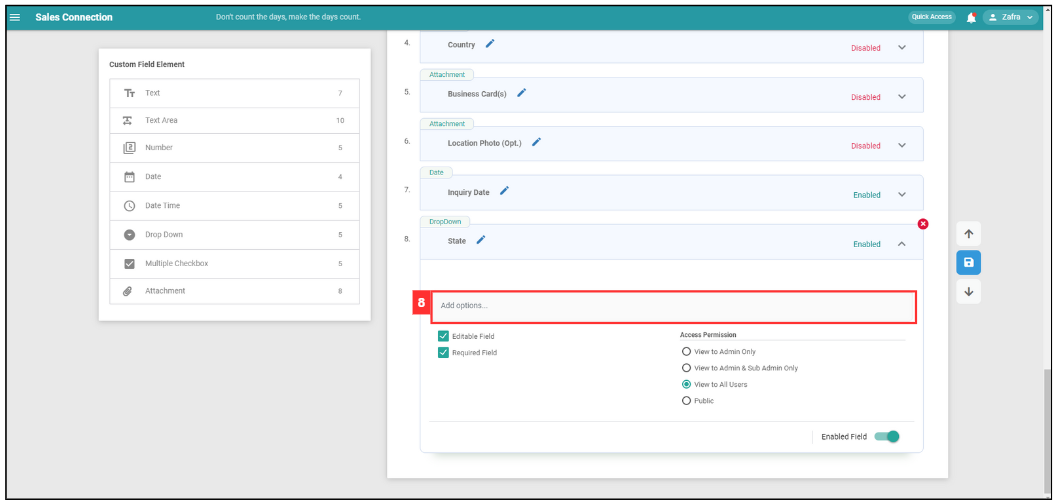 Sales Connection
Don't count the days, make the days count.
Quick Access
Zafra
Custom Field Element
Text 7
Text Area 10
Number 5
Date 4
Date Time 5
Drop Down 5
Multiple Checkbox 5
Attachment 8
4. Country Disabled
Attachment
5. Business Card(s) Disabled
Attachment
6. Location Photo (Opt.) Disabled
Date
7. Inquiry Date Enabled
DropDown
8. State Enabled
8 Add options...
Editable Field
Required Field
Access Permission
View to Admin Only
View to Admin & Sub Admin Only
View to All Users
Public
Enabled Field